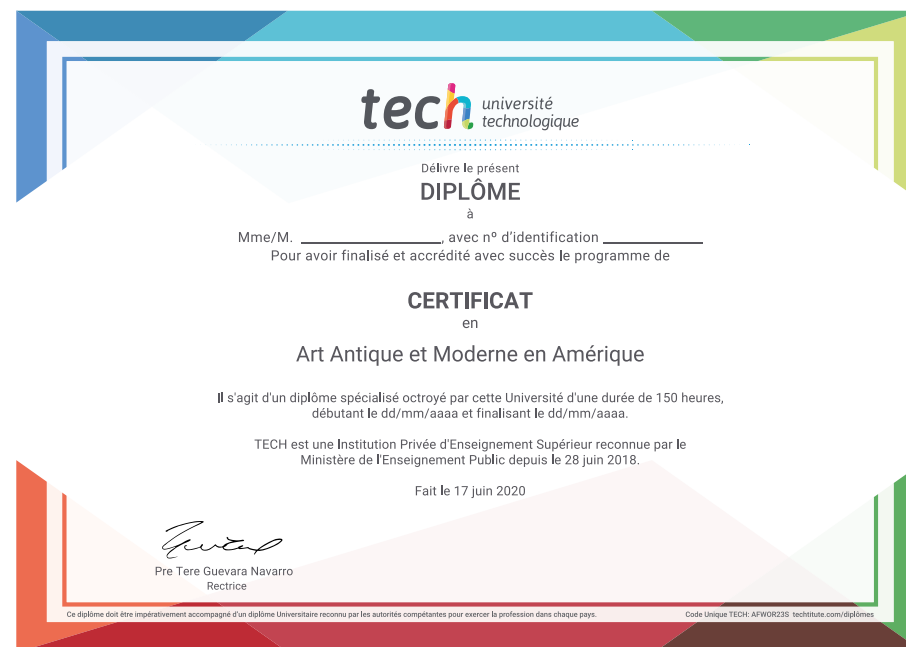 tech université
technologique
Délivre le présent
DIPLÔME
à
Mme/M. ____________________, avec nº d'identification ______________
Pour avoir finalisé et accrédité avec succès le programme de
CERTIFICAT
en
Art Antique et Moderne en Amérique
Il s'agit d'un diplôme spécialisé octroyé par cette Université d'une durée de 150 heures,
débutant le dd/mm/aaaa et finalisant le dd/mm/aaaa.
TECH est une Institution Privée d'Enseignement Supérieur reconnue par le
Ministère de l'Enseignement Public depuis le 28 juin 2018.
Fait le 17 juin 2020
Pre Tere Guevara Navarro
Rectrice
Ce diplôme doit être impérativement accompagné d'un diplôme Universitaire reconnu par les autorités compétantes pour exercer la profession dans chaque pays.
Code Unique TECH: AFWOR23S techtitute.com/diplômes